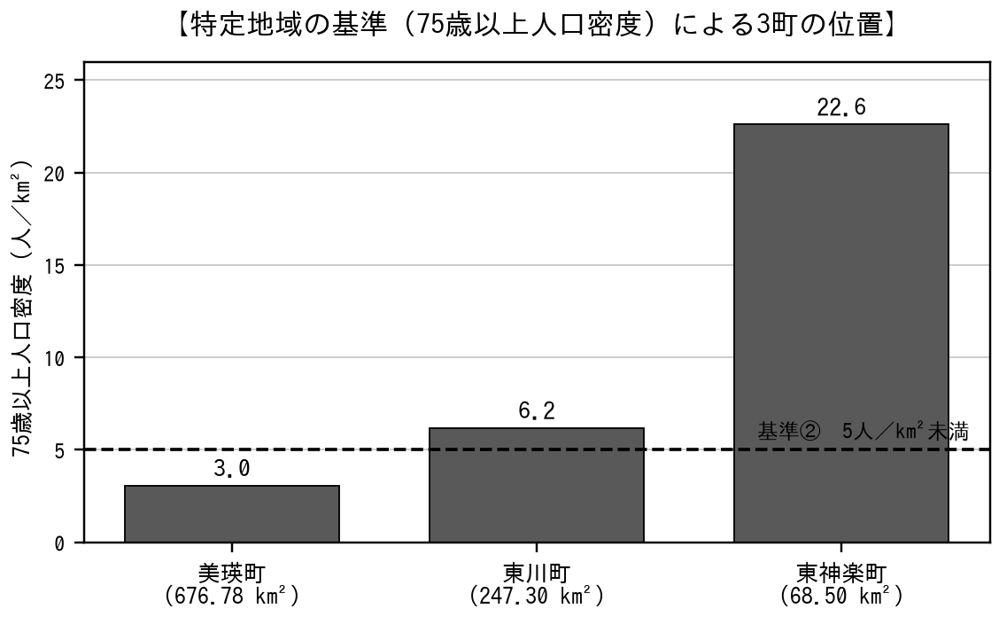 【特定地域の基準（75歳以上人口密度）による3町の位置】
75歳以上人口密度（人／km²）
25
20
15
10
5
0
3.0
6.2
22.6
基準②　5人／km²未満
美瑛町
(676.78 km²)
東川町
(247.30 km²)
東神楽町
(68.50 km²)